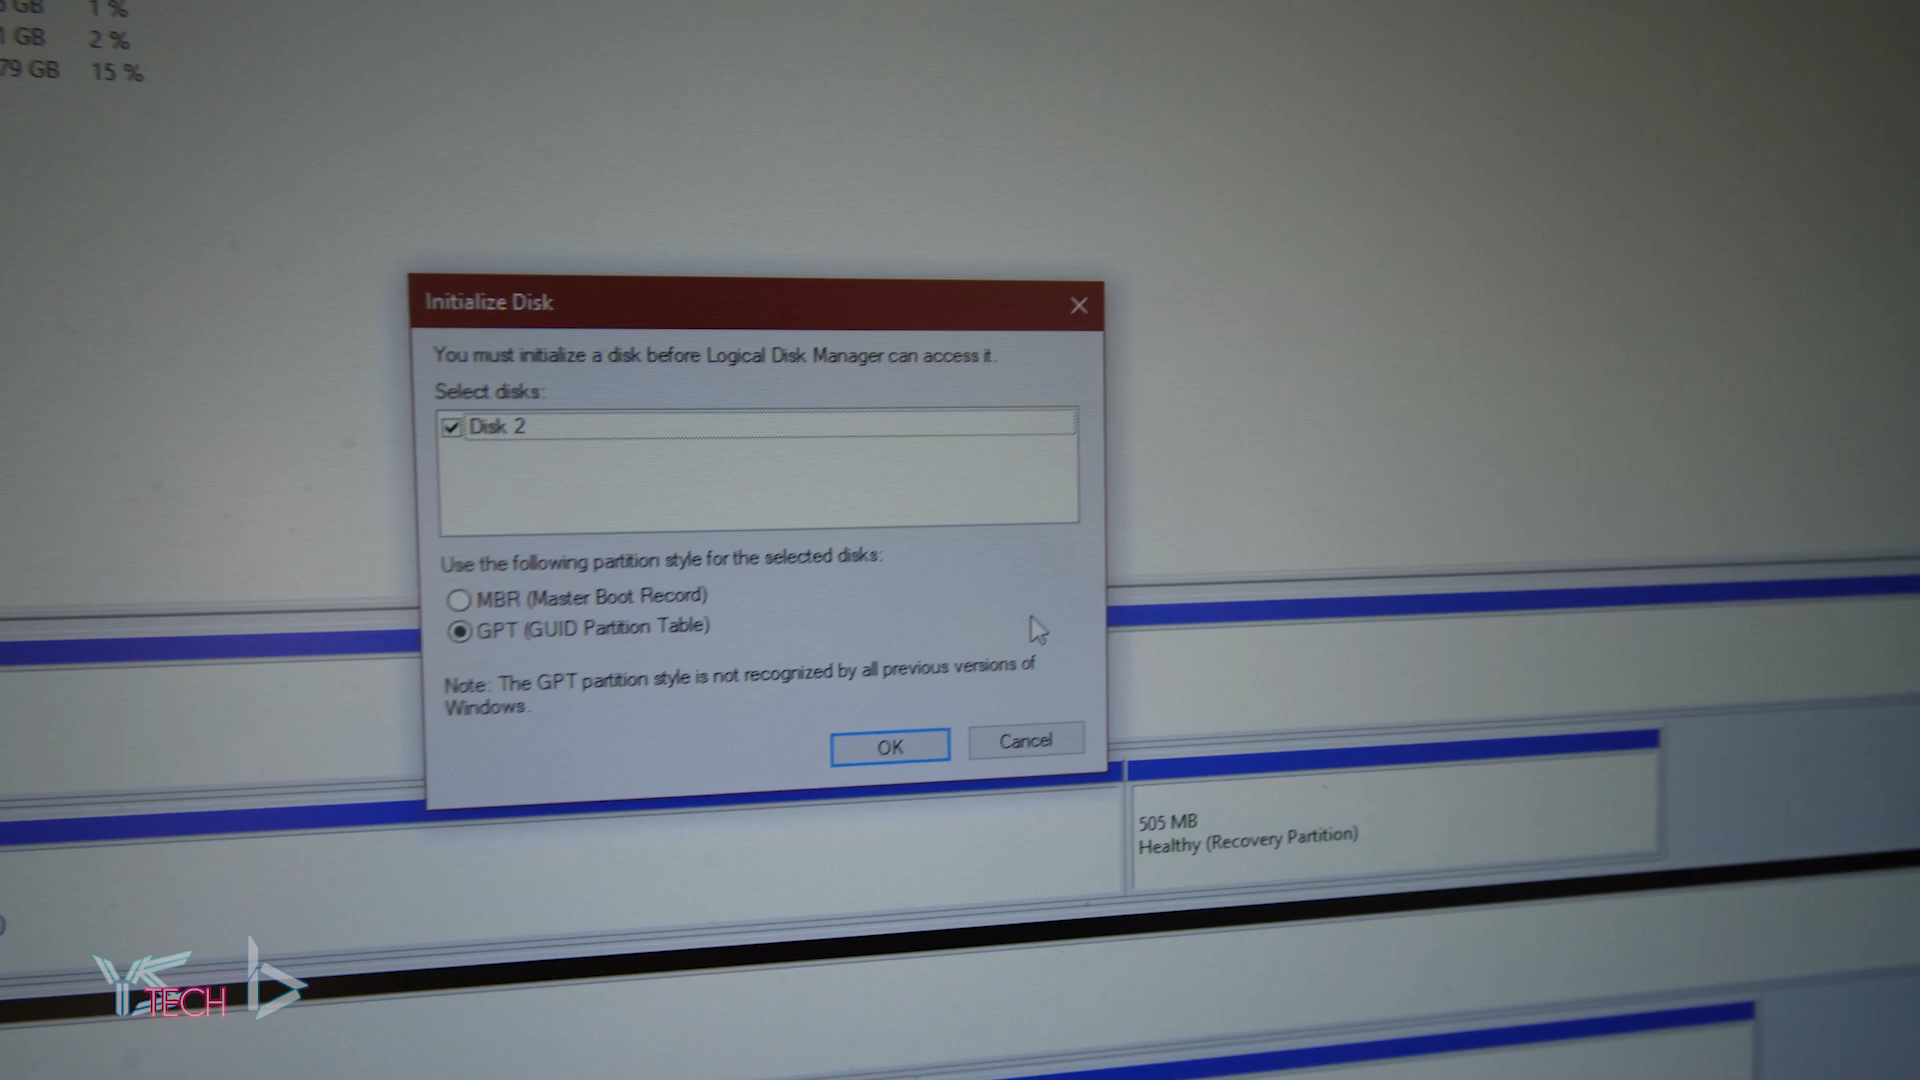 GB 1 %
GB 2 %
79 GB 15 %
Initialize Disk
You must initialize a disk before Logical Disk Manager can access it.
Select disks:
Disk 2
Use the following partition style for the selected disks:
MBR (Master Boot Record)
GPT (GUID Partition Table)
Note: The GPT partition style is not recognized by all previous versions of
Windows.
OK Cancel
505 MB
Healthy (Recovery Partition)
TECH